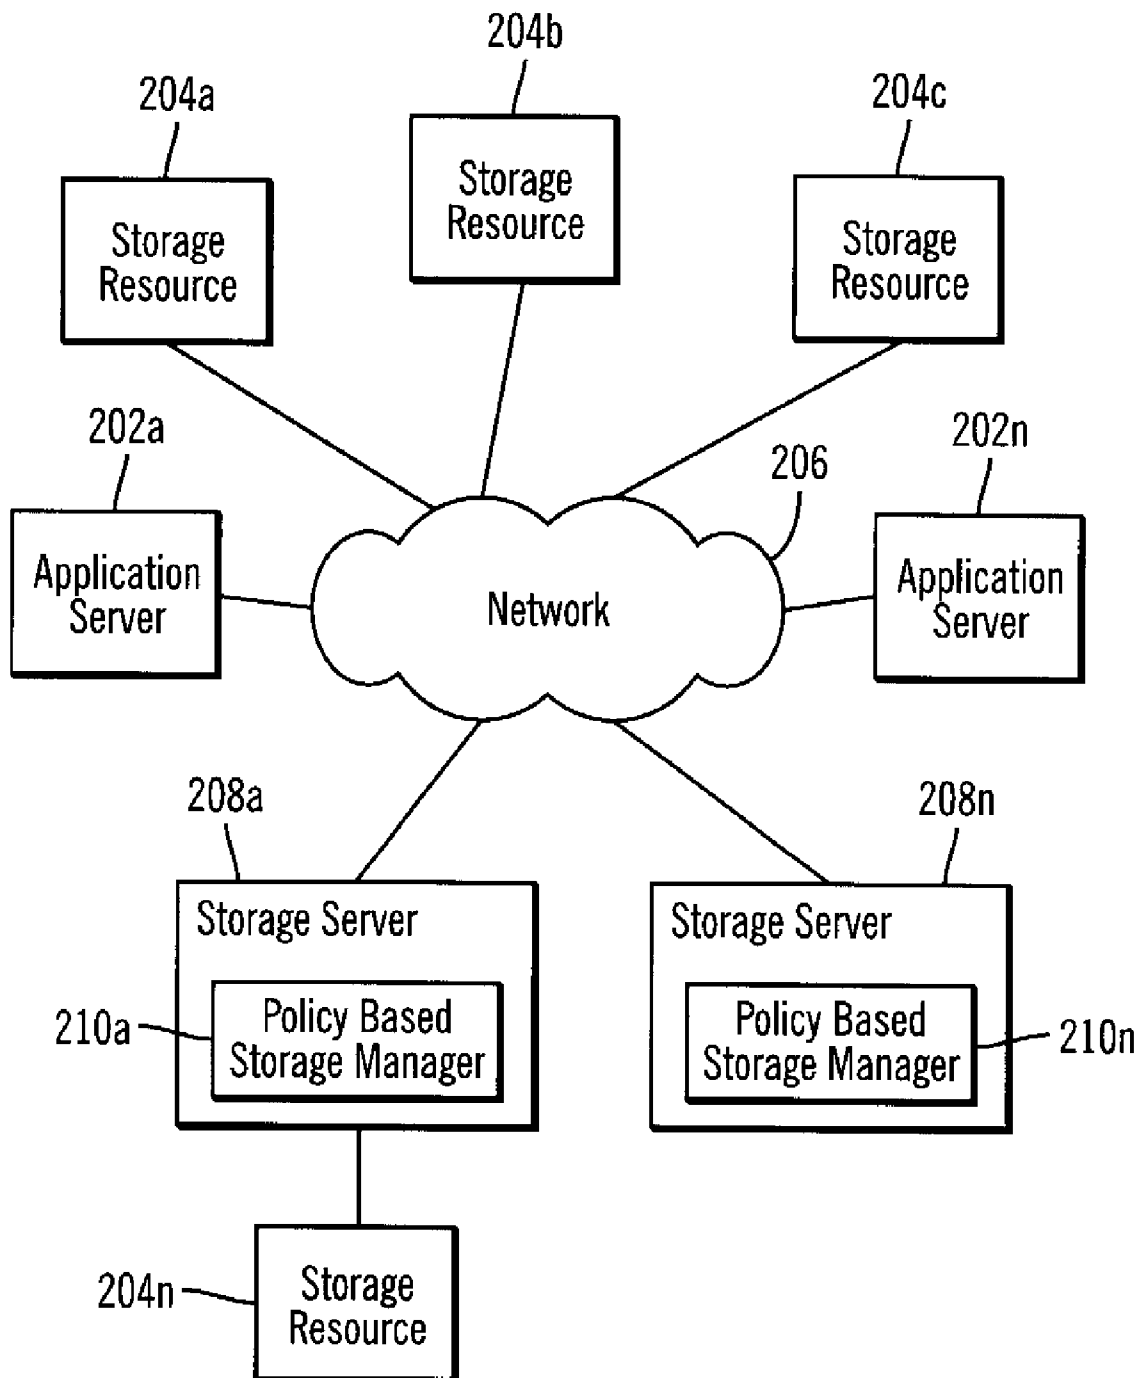 204b
204a
204c
Storage
Resource
Storage
Resource
Storage
Resource
202a
206
202n
Application
Server
Network
Application
Server
208a
208n
Storage Server
Storage Server
210a
Policy Based
Storage Manager
Policy Based
Storage Manager
210n
204n
Storage
Resource